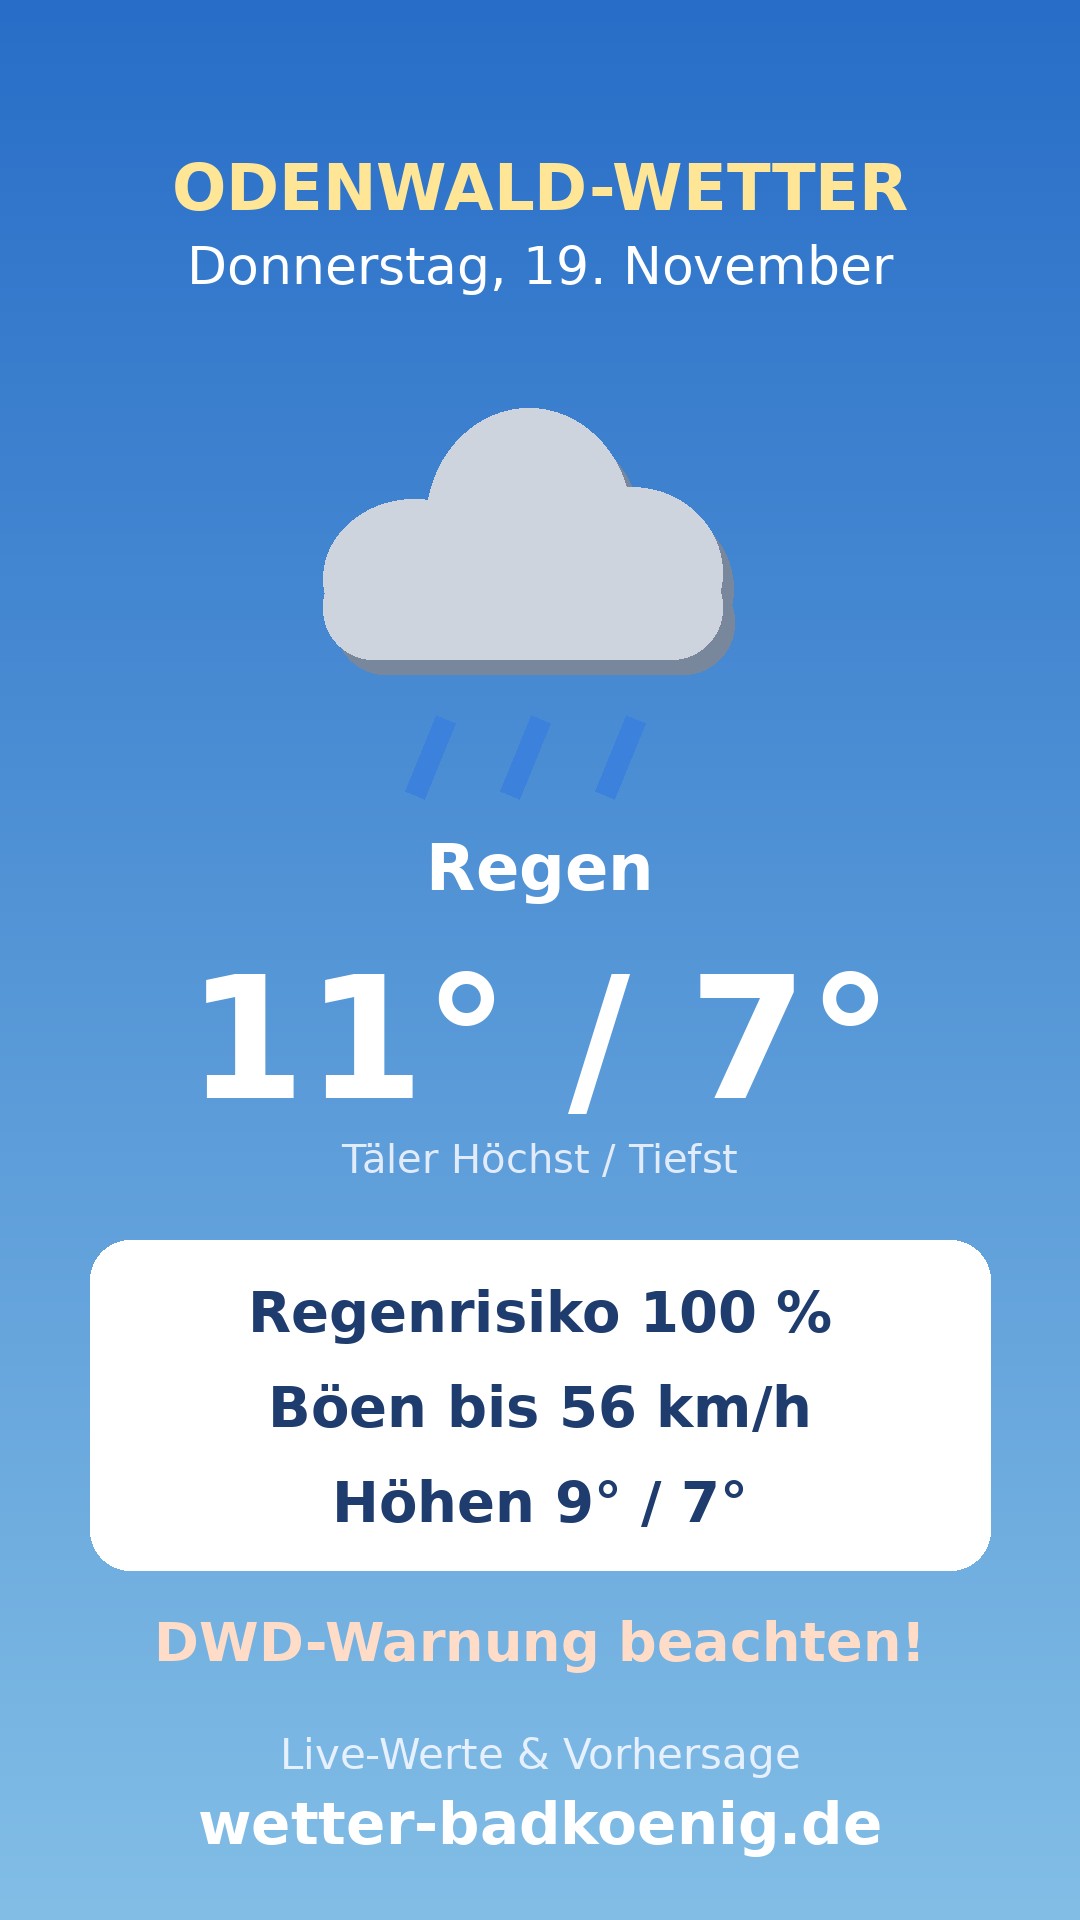 ODENWALD-WETTER
Donnerstag, 19. November
Regen
11° / 7°
Täler Höchst / Tiefst
Regenrisiko 100 %
Böen bis 56 km/h
Höhen 9° / 7°
DWD-Warnung beachten!
Live-Werte & Vorhersage
wetter-badkoenig.de